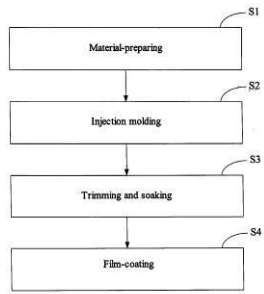 S1
Material-preparing
S2
Injection molding
S3
Trimming and soaking
S4
Film-coating